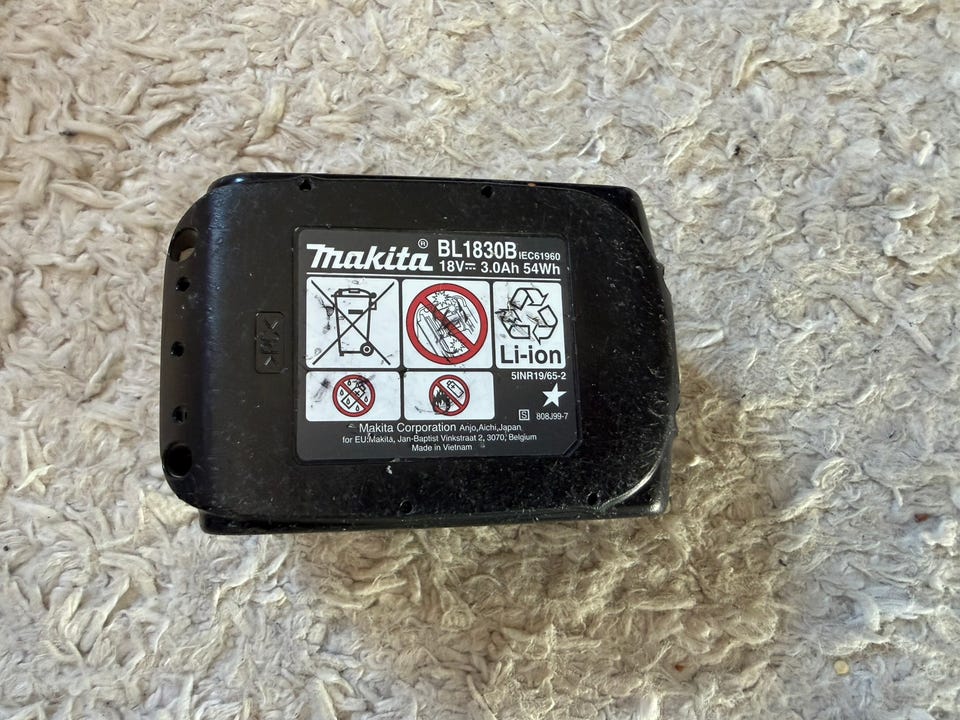 makita® BL1830B IEC61960
18V⎓ 3.0Ah 54Wh
Li-ion
5INR19/65-2
S 808J99-7
Makita Corporation Anjo,Aichi,Japan
for EU:Makita, Jan-Baptist Vinkstraat 2, 3070, Belgium
Made in Vietnam